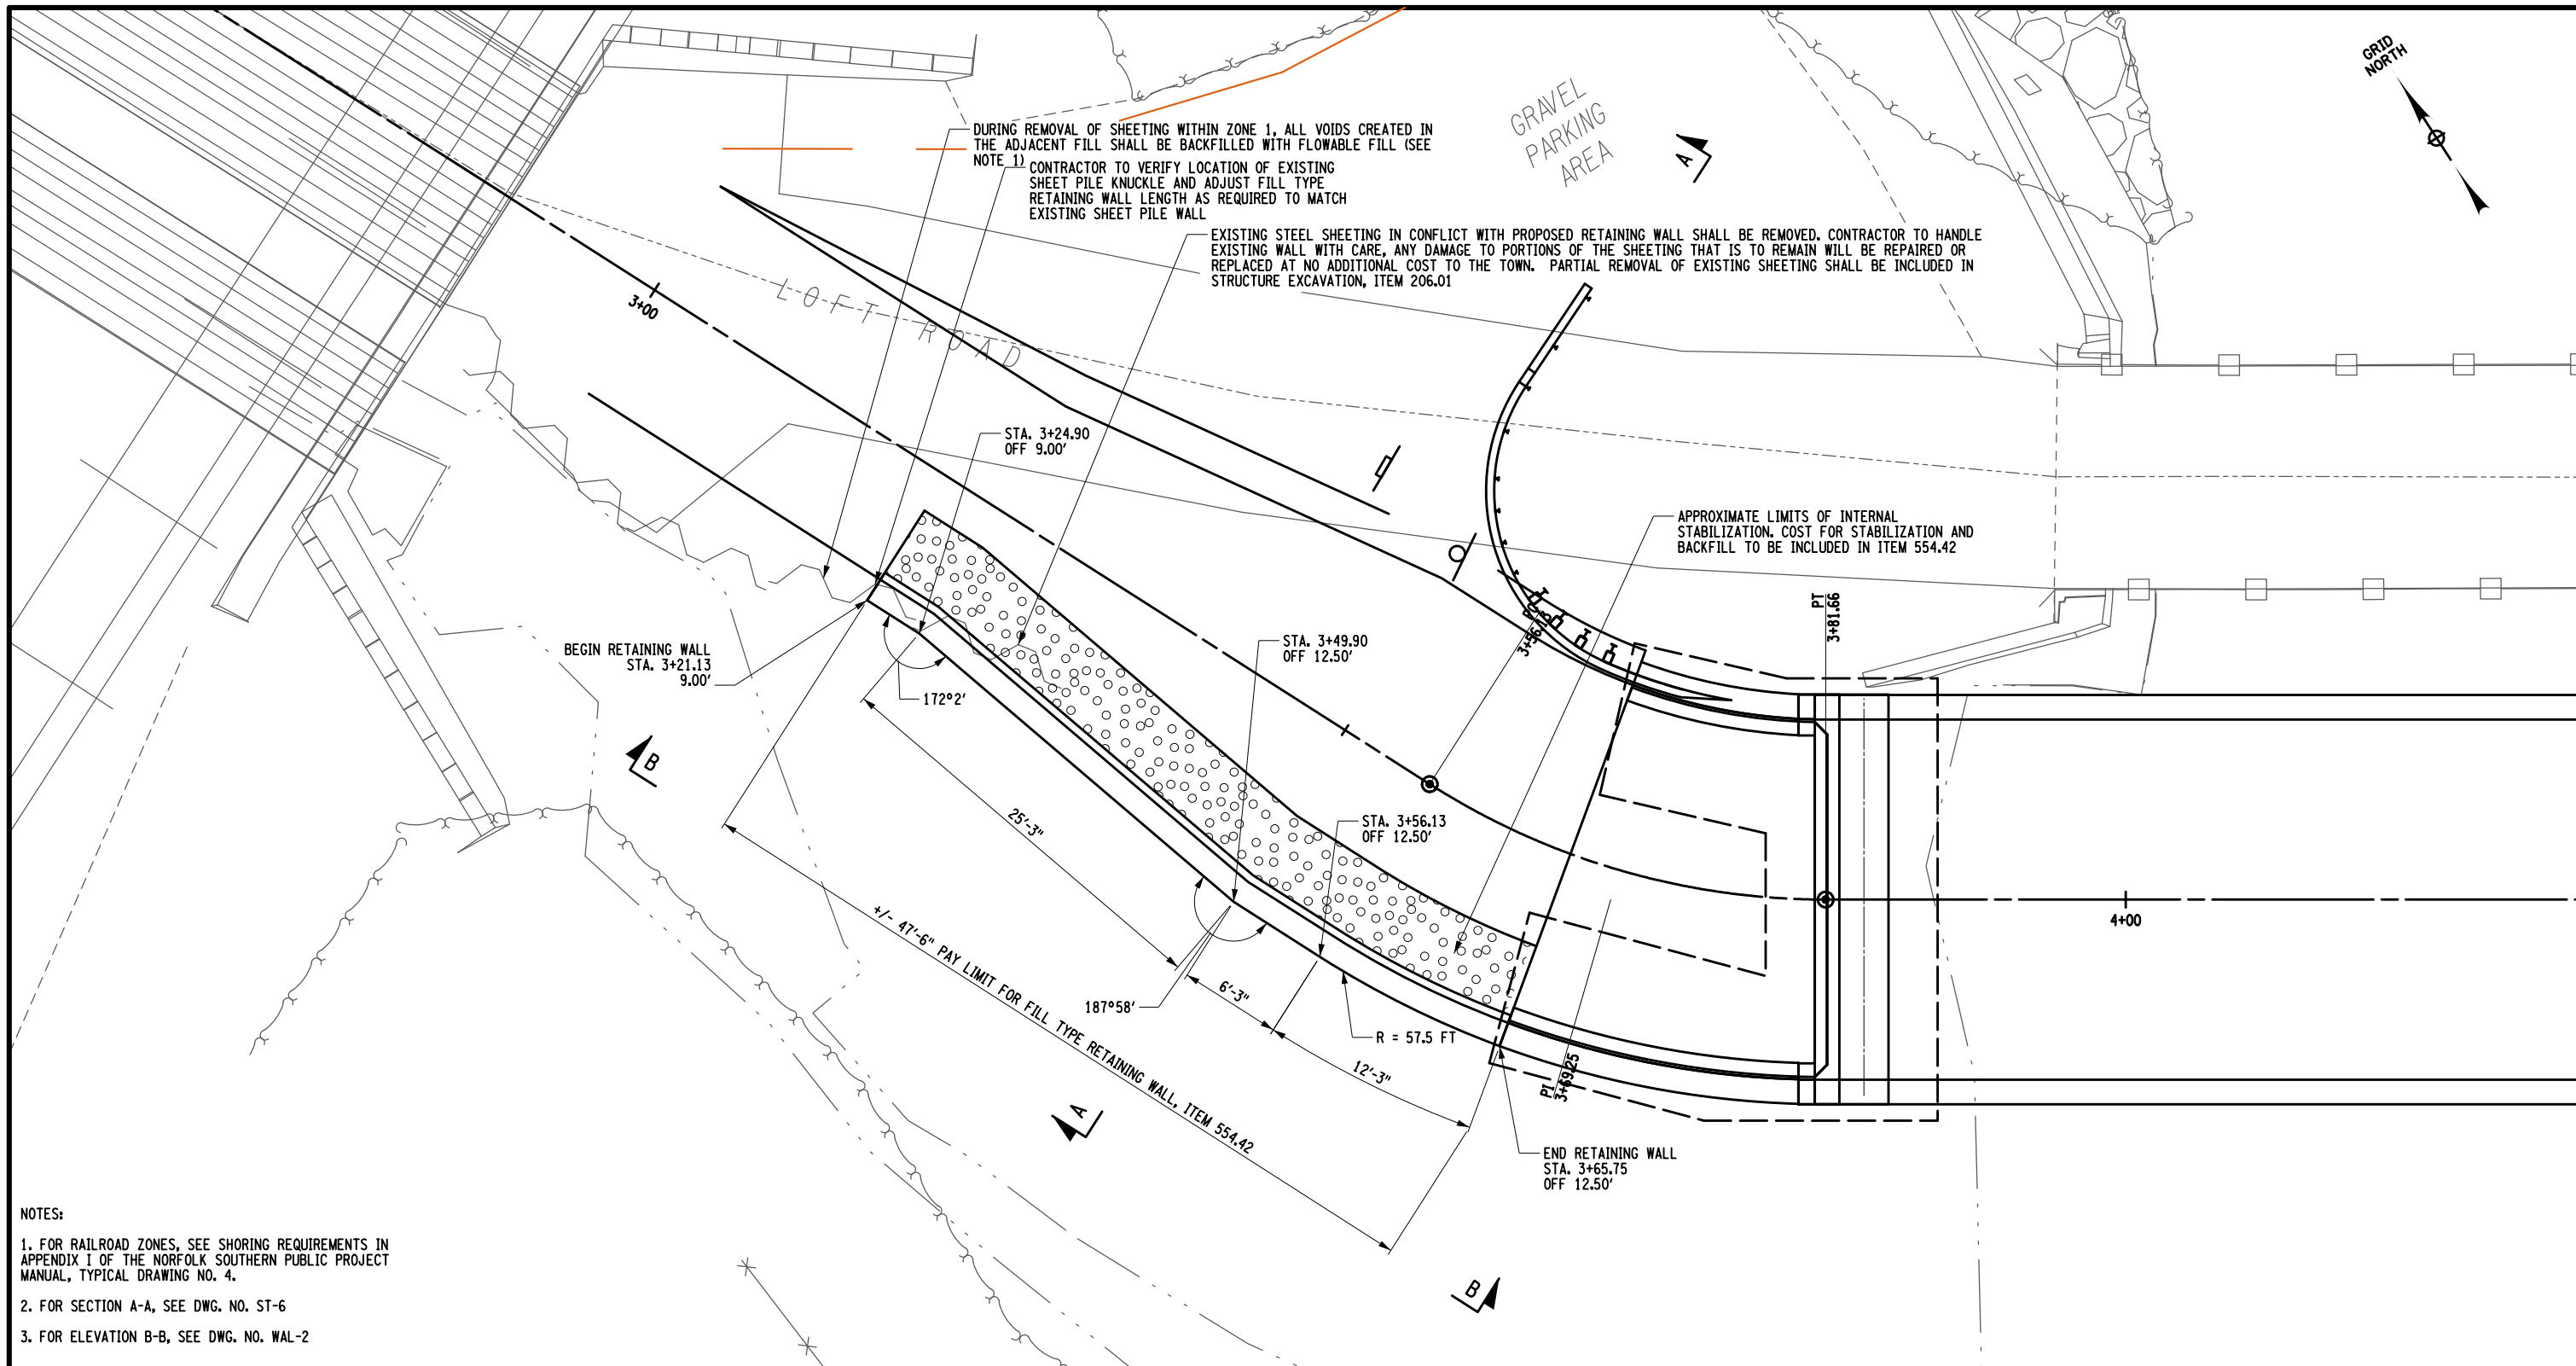 GRID
NORTH
GRAVEL
PARKING
AREA
A
DURING REMOVAL OF SHEETING WITHIN ZONE 1, ALL VOIDS CREATED IN
THE ADJACENT FILL SHALL BE BACKFILLED WITH FLOWABLE FILL (SEE
NOTE 1)
CONTRACTOR TO VERIFY LOCATION OF EXISTING
SHEET PILE KNUCKLE AND ADJUST FILL TYPE
RETAINING WALL LENGTH AS REQUIRED TO MATCH
EXISTING SHEET PILE WALL
EXISTING STEEL SHEETING IN CONFLICT WITH PROPOSED RETAINING WALL SHALL BE REMOVED. CONTRACTOR TO HANDLE
EXISTING WALL WITH CARE, ANY DAMAGE TO PORTIONS OF THE SHEETING THAT IS TO REMAIN WILL BE REPAIRED OR
REPLACED AT NO ADDITIONAL COST TO THE TOWN. PARTIAL REMOVAL OF EXISTING SHEETING SHALL BE INCLUDED IN
STRUCTURE EXCAVATION, ITEM 206.01
3+00
LOFT ROAD
STA. 3+24.90
OFF 9.00'
APPROXIMATE LIMITS OF INTERNAL
STABILIZATION. COST FOR STABILIZATION AND
BACKFILL TO BE INCLUDED IN ITEM 554.42
PT
3+81.66
PC
3+56.13
BEGIN RETAINING WALL
STA. 3+21.13
9.00'
STA. 3+49.90
OFF 12.50'
172°2'
B
25'-3"
STA. 3+56.13
OFF 12.50'
4+00
+/- 47'-6" PAY LIMIT FOR FILL TYPE RETAINING WALL, ITEM 554.42
187°58'
6'-3"
R = 57.5 FT
12'-3"
PI
3+69.25
A
END RETAINING WALL
STA. 3+65.75
OFF 12.50'
B
NOTES:
1. FOR RAILROAD ZONES, SEE SHORING REQUIREMENTS IN
APPENDIX I OF THE NORFOLK SOUTHERN PUBLIC PROJECT
MANUAL, TYPICAL DRAWING NO. 4.
2. FOR SECTION A-A, SEE DWG. NO. ST-6
3. FOR ELEVATION B-B, SEE DWG. NO. WAL-2